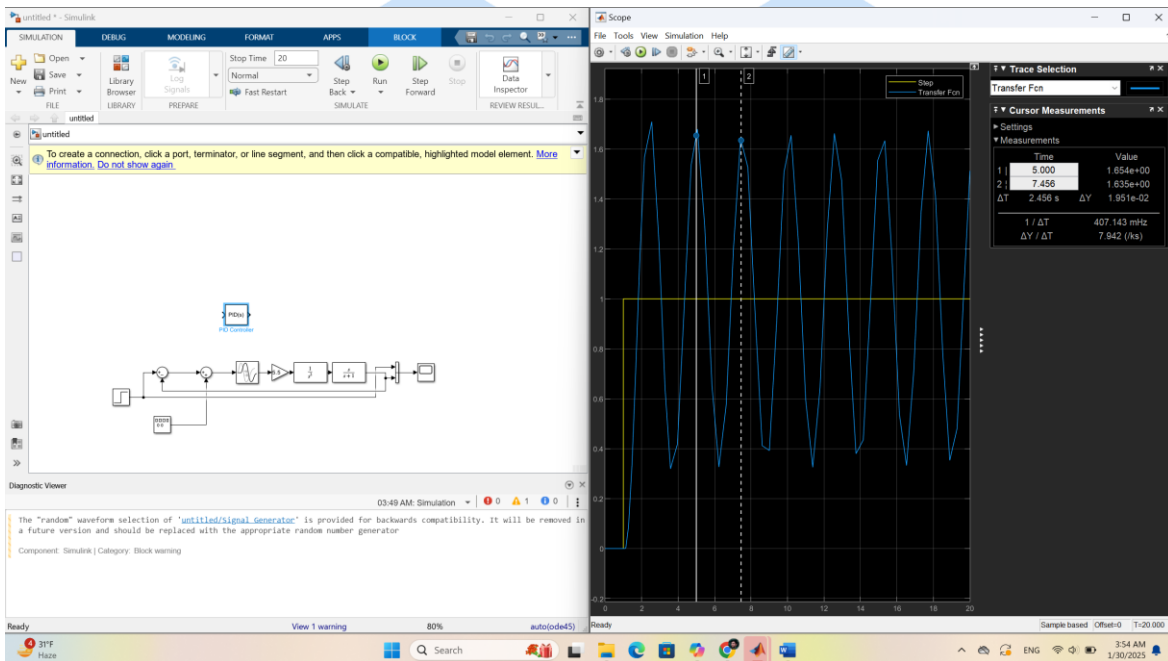 untitled * - Simulink
SIMULATION DEBUG MODELING FORMAT APPS BLOCK
New
Open
Save
Print
FILE
Library
Browser
LIBRARY
Log
Signals
PREPARE
Stop Time 20
Normal
Fast Restart
Step
Back
Run
Step
Forward
Stop
SIMULATE
Data
Inspector
REVIEW RESUL...
untitled
untitled
To create a connection, click a port, terminator, or line segment, and then click a compatible, highlighted model element. More
information. Do not show again
PID(s)
PID Controller
Diagnostic Viewer
03:49 AM: Simulation 0 1 0
The "random" waveform selection of 'untitled/Signal Generator' is provided for backwards compatibility. It will be removed in
a future version and should be replaced with the appropriate random number generator
Component: Simulink | Category: Block warning
Ready View 1 warning 80% auto(ode45)
Scope
File Tools View Simulation Help
1 2
Step
Transfer Fcn
1.8
1.6
1.4
1.2
1
0.8
0.6
0.4
0.2
0
-0.2
0 2 4 6 8 10 12 14 16 18 20
Trace Selection
Transfer Fcn
Cursor Measurements
Settings
Measurements
Time Value
1 | 5.000 1.654e+00
2 ¦ 7.456 1.635e+00
ΔT 2.456 s ΔY 1.951e-02
1 / ΔT 407.143 mHz
ΔY / ΔT 7.942 (/ks)
Ready Sample based Offset=0 T=20.000
4
31°F
Haze
Search
ENG
3:54 AM
1/30/2025